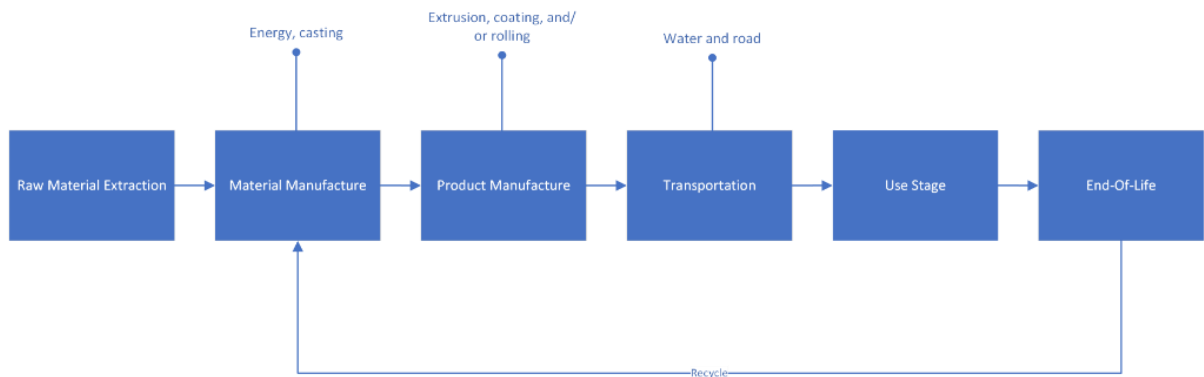 Energy, casting
Extrusion, coating, and/
or rolling
Water and road
Raw Material Extraction
Material Manufacture
Product Manufacture
Transportation
Use Stage
End-Of-Life
Recycle